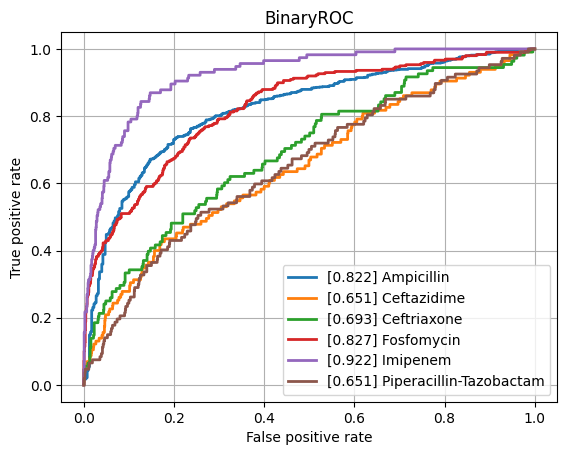 BinaryROC
True positive rate
1.0
0.8
0.6
0.4
0.2
0.0
[0.822] Ampicillin
[0.651] Ceftazidime
[0.693] Ceftriaxone
[0.827] Fosfomycin
[0.922] Imipenem
[0.651] Piperacillin-Tazobactam
0.0 0.2 0.4 0.6 0.8 1.0
False positive rate